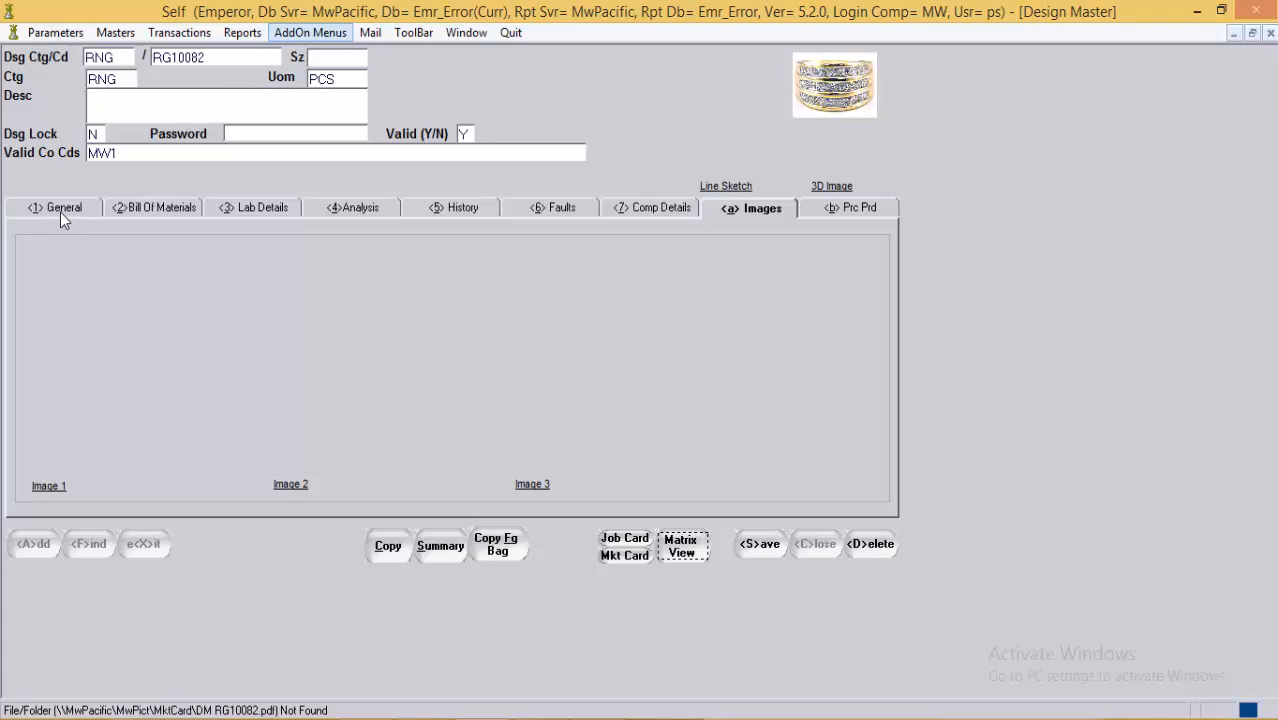 Self (Emperor, Db Svr= MwPacific, Db= Emr_Error(Curr), Rpt Svr= MwPacific, Rpt Db= Emr_Error, Ver= 5.2.0, Login Comp= MW, Usr= ps) - [Design Master]
Parameters Masters Transactions Reports AddOn Menus Mail ToolBar Window Quit
Dsg Ctg/Cd RNG / RG10082 Sz
Ctg RNG Uom PCS
Desc
Dsg Lock N Password Valid (Y/N) Y
Valid Co Cds MW1
Line Sketch 3D Image
<1> General <2>Bill Of Materials <3> Lab Details <4>Analysis <5> History <6> Faults <7> Comp Details <a> Images <b> Prc Prd
Image 1 Image 2 Image 3
<A>dd <F>ind e<X>it Copy Summary Copy Fg Bag Job Card Mkt Card Matrix View <S>ave <C>lose <D>elete
Activate Windows
Go to PC settings to activate Windows.
File/Folder (\\MwPacific\MwPict\MktCard\DM RG10082.pdf) Not Found